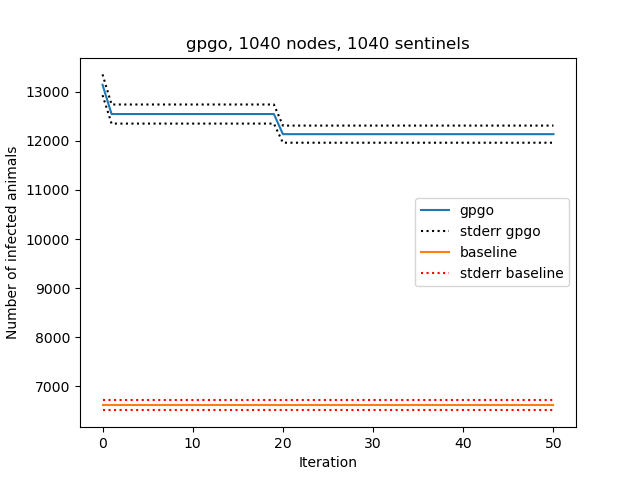 gpgo, 1040 nodes, 1040 sentinels
13000
12000
11000
10000
9000
8000
7000
Number of infected animals
gpgo
stderr gpgo
baseline
stderr baseline
0
10
20
30
40
50
Iteration